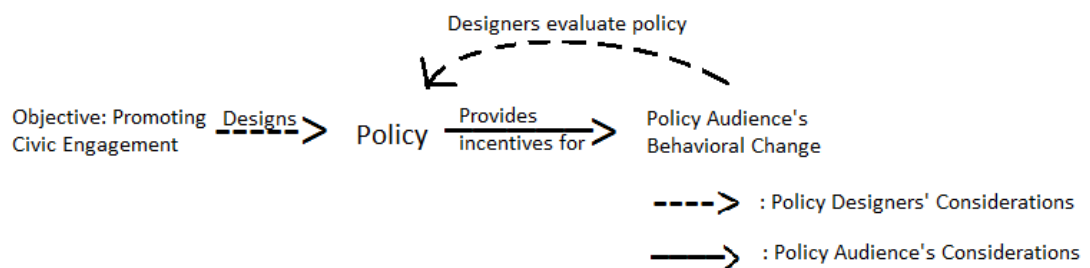 Designers evaluate policy
Objective: Promoting
Civic Engagement
Designs
Policy
Provides
incentives for
Policy Audience's
Behavioral Change
: Policy Designers' Considerations
: Policy Audience's Considerations